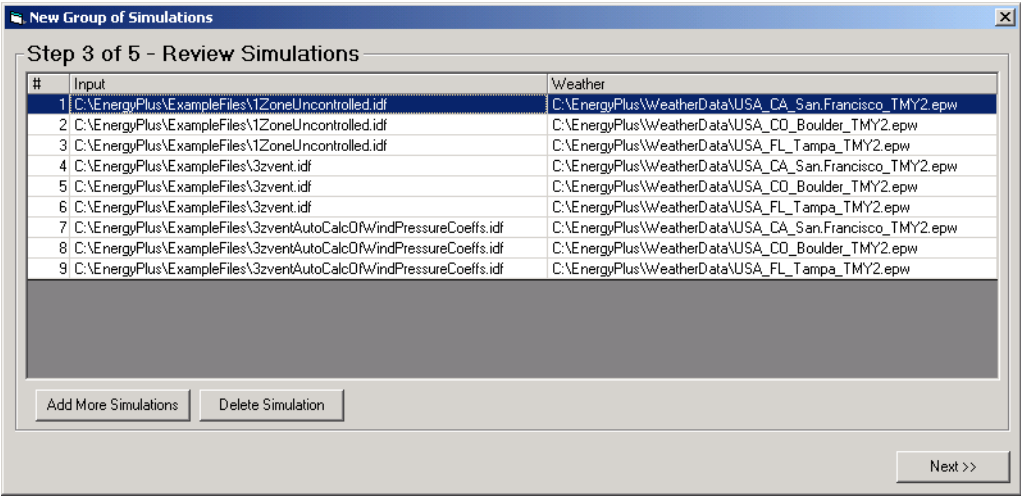 New Group of Simulations
Step 3 of 5 - Review Simulations
# Input Weather
1 C:\EnergyPlus\ExampleFiles\1ZoneUncontrolled.idf C:\EnergyPlus\WeatherData\USA_CA_San.Francisco_TMY2.epw
2 C:\EnergyPlus\ExampleFiles\1ZoneUncontrolled.idf C:\EnergyPlus\WeatherData\USA_CO_Boulder_TMY2.epw
3 C:\EnergyPlus\ExampleFiles\1ZoneUncontrolled.idf C:\EnergyPlus\WeatherData\USA_FL_Tampa_TMY2.epw
4 C:\EnergyPlus\ExampleFiles\3zvent.idf C:\EnergyPlus\WeatherData\USA_CA_San.Francisco_TMY2.epw
5 C:\EnergyPlus\ExampleFiles\3zvent.idf C:\EnergyPlus\WeatherData\USA_CO_Boulder_TMY2.epw
6 C:\EnergyPlus\ExampleFiles\3zvent.idf C:\EnergyPlus\WeatherData\USA_FL_Tampa_TMY2.epw
7 C:\EnergyPlus\ExampleFiles\3zventAutoCalcOfWindPressureCoeffs.idf C:\EnergyPlus\WeatherData\USA_CA_San.Francisco_TMY2.epw
8 C:\EnergyPlus\ExampleFiles\3zventAutoCalcOfWindPressureCoeffs.idf C:\EnergyPlus\WeatherData\USA_CO_Boulder_TMY2.epw
9 C:\EnergyPlus\ExampleFiles\3zventAutoCalcOfWindPressureCoeffs.idf C:\EnergyPlus\WeatherData\USA_FL_Tampa_TMY2.epw
Add More Simulations Delete Simulation
Next >>